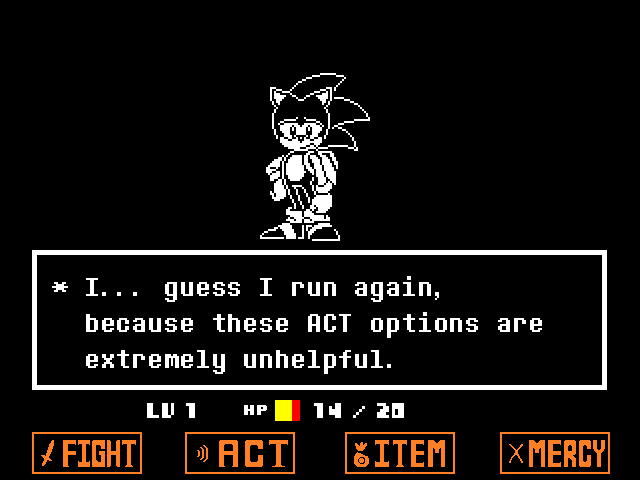 * I... guess I run again,
because these ACT options are
extremely unhelpful.
LV 1 HP 14 / 20
FIGHT ACT ITEM MERCY